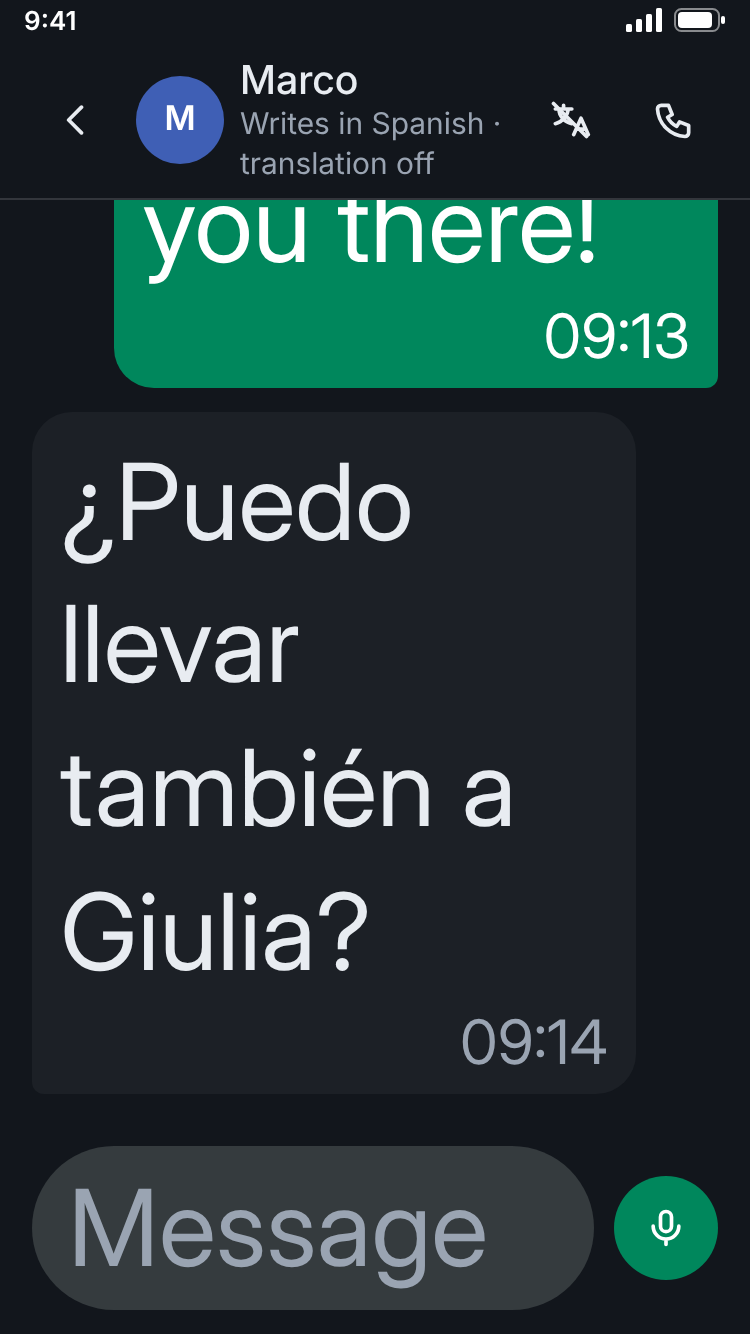 9:41
M
Marco
Writes in Spanish ·
translation off
you there!
09:13
¿Puedo
llevar
también a
Giulia?
09:14
Message